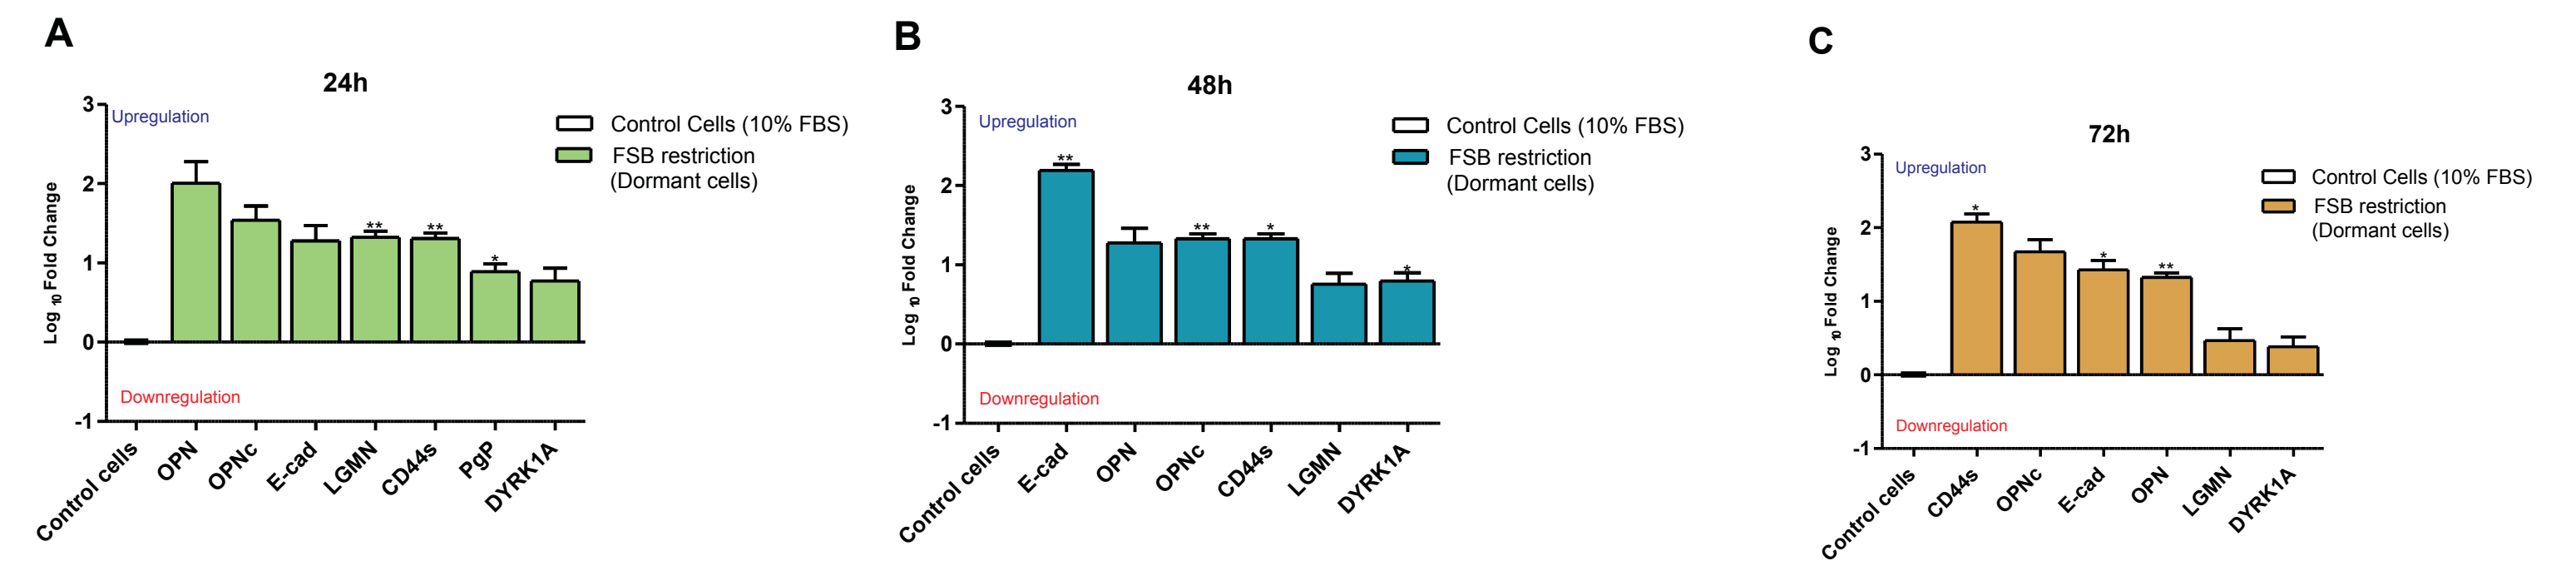 A
24h
3
2
1
0
-1
Log 10 Fold Change
Upregulation
Downregulation
** ** *
Control cells
OPN
OPNc
E-cad
LGMN
CD44s
PgP
DYRK1A
Control Cells (10% FBS)
FSB restriction
(Dormant cells)
B
48h
3
2
1
0
-1
Log 10 Fold Change
Upregulation
Downregulation
** ** * *
Control cells
E-cad
OPN
OPNc
CD44s
LGMN
DYRK1A
Control Cells (10% FBS)
FSB restriction
(Dormant cells)
C
72h
3
2
1
0
-1
Log 10 Fold Change
Upregulation
Downregulation
* * **
Control cells
CD44s
OPNc
E-cad
OPN
LGMN
DYRK1A
Control Cells (10% FBS)
FSB restriction
(Dormant cells)